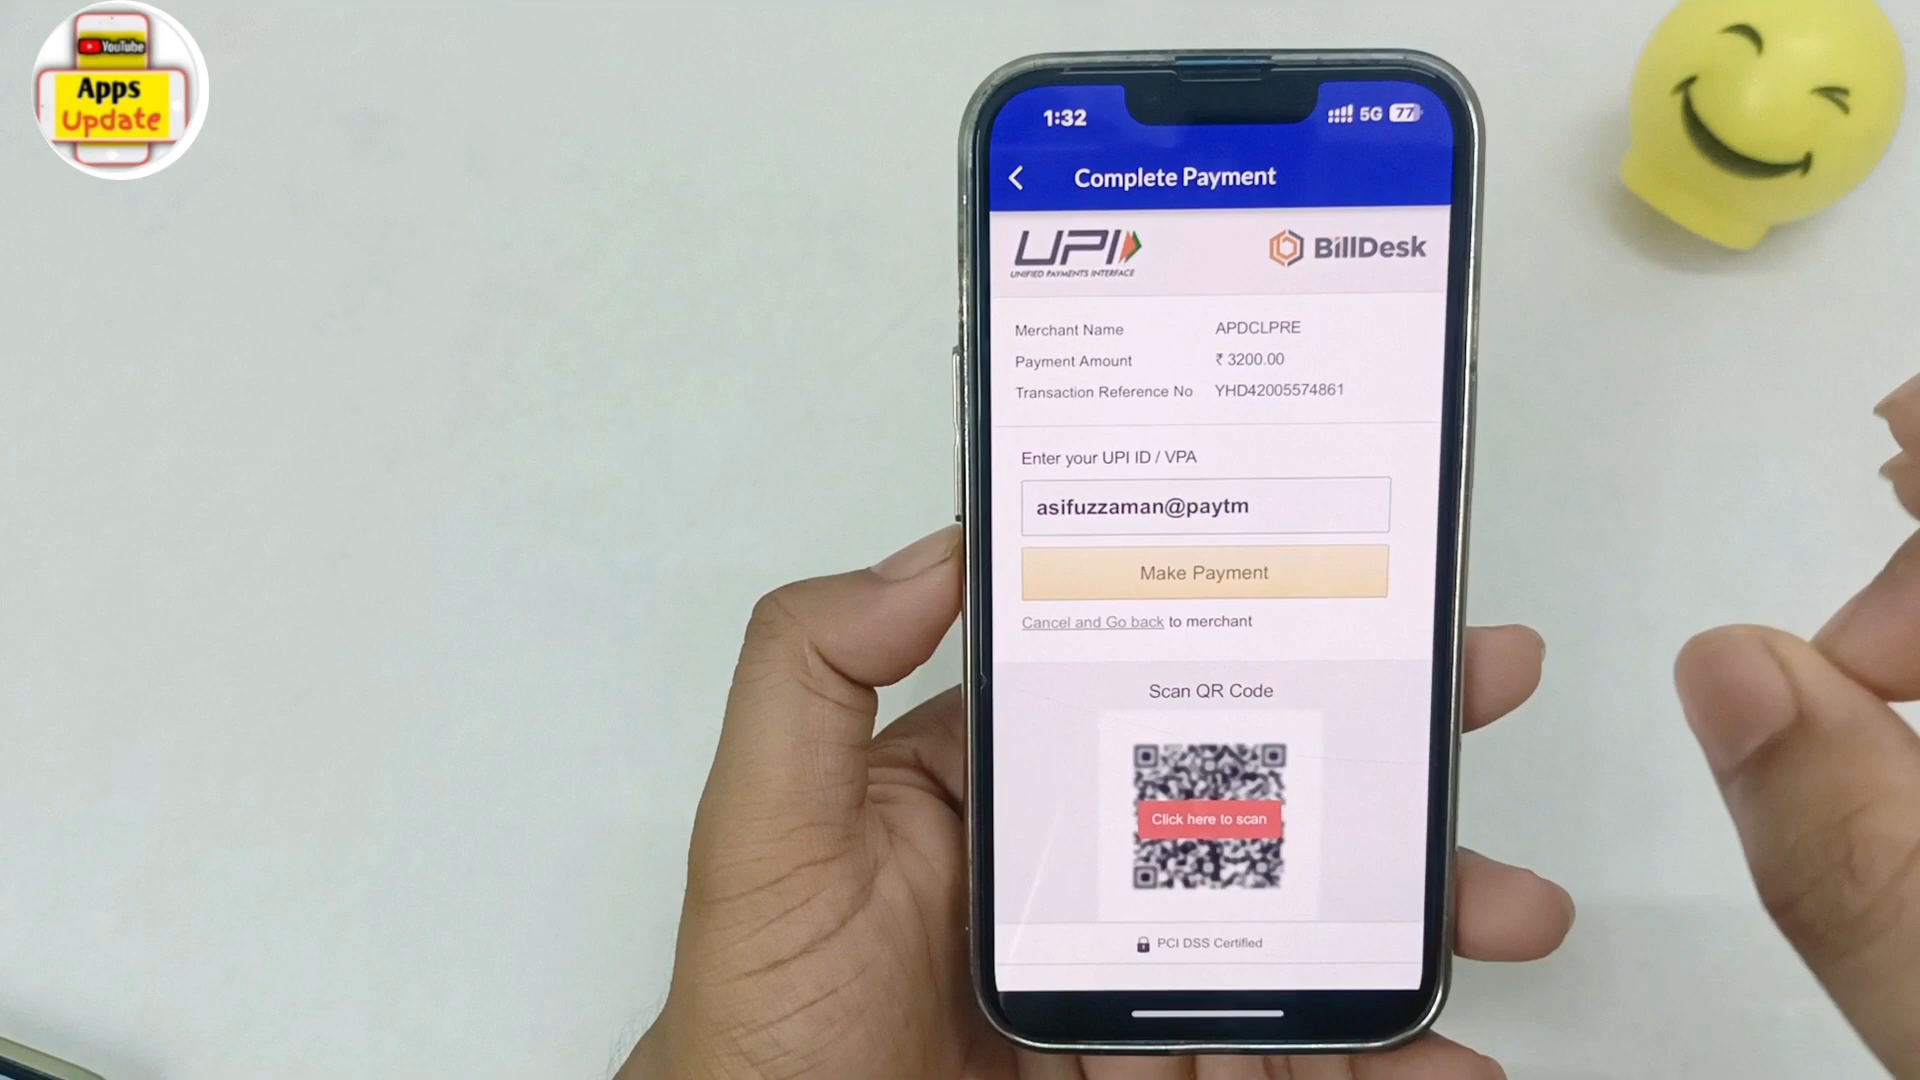 YouTube
Apps
Update
1:32
5G 77
Complete Payment
UPI
UNIFIED PAYMENTS INTERFACE
BillDesk
Merchant Name APDCLPRE
Payment Amount ₹ 3200.00
Transaction Reference No YHD42005574861
Enter your UPI ID / VPA
asifuzzaman@paytm
Make Payment
Cancel and Go back to merchant
Scan QR Code
Click here to scan
PCI DSS Certified